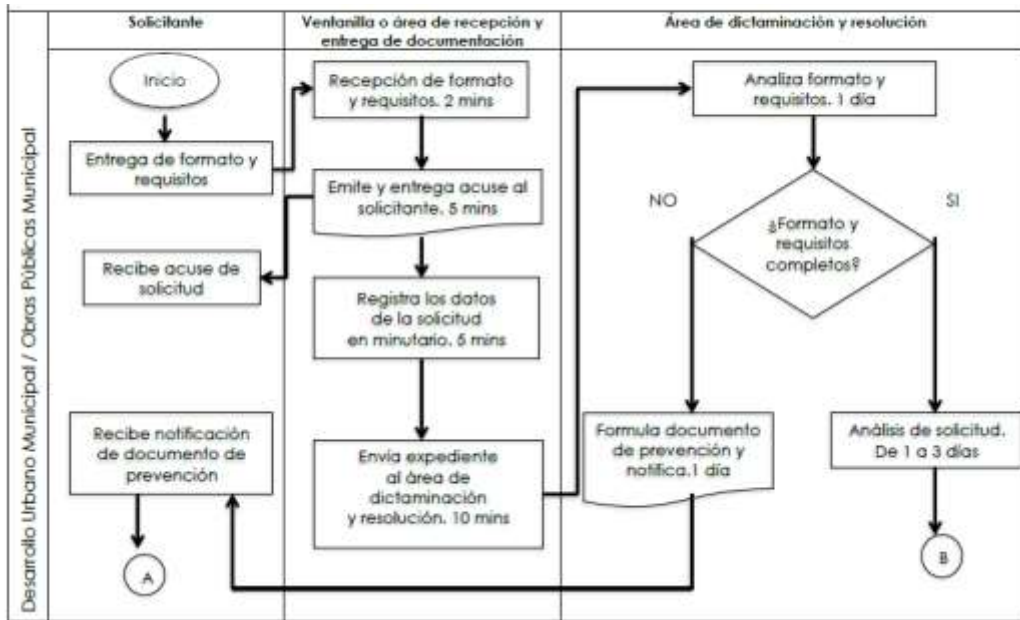 Desarrollo Urbano Municipal / Obras Públicas Municipal
Solicitante
Inicio
Entrega de formato y
requisitos
Recibe acuse de
solicitud
Recibe notificación
de documento de
prevención
A
Ventanilla o área de recepción y
entrega de documentación
Recepción de formato
y requisitos. 2 mins
Emite y entrega acuse al
solicitante. 5 mins
Registra los datos
de la solicitud
en minutario. 5 mins
Envía expediente
al área de
dictaminación
y resolución. 10 mins
Área de dictaminación y resolución
Analiza formato y
requisitos. 1 día
NO
SI
¿Formato y
requisitos
completos?
Formula documento
de prevención y
notifica.1 día
Análisis de solicitud.
De 1 a 3 días
B